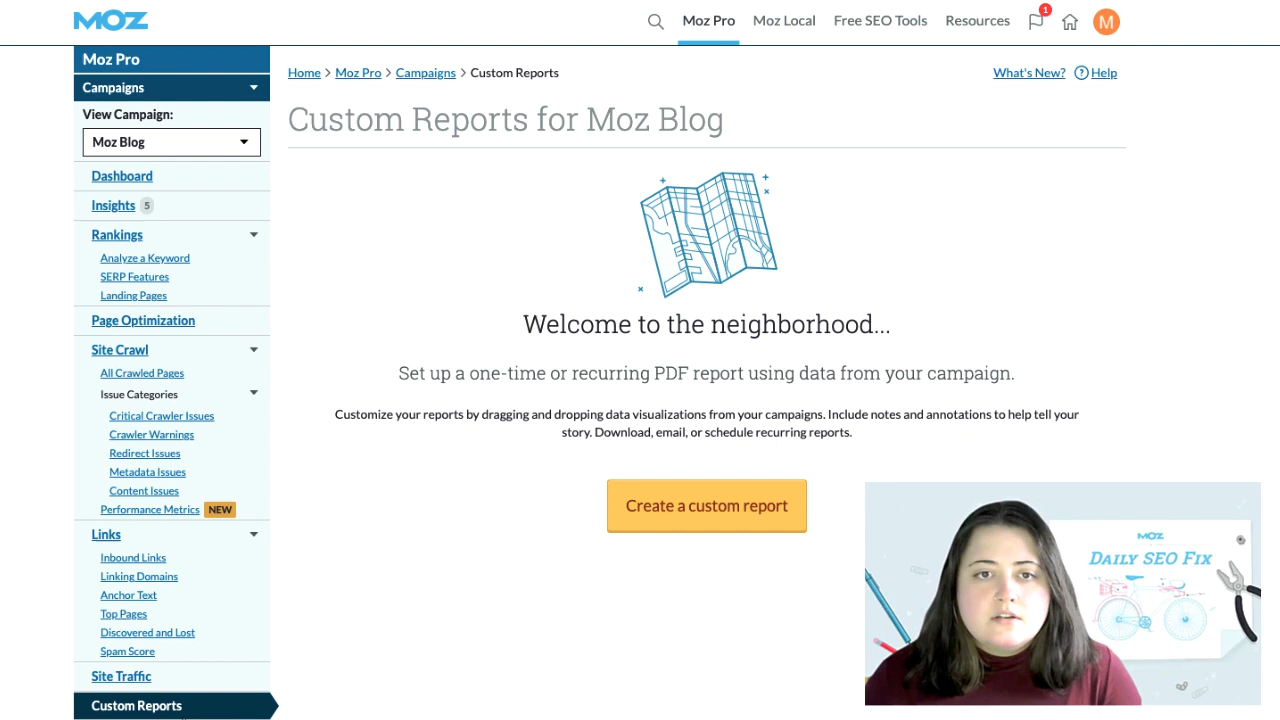 MOZ
Moz Pro
Moz Local
Free SEO Tools
Resources
1
M
Moz Pro
Campaigns
View Campaign:
Moz Blog
Dashboard
Insights 5
Rankings
Analyze a Keyword
SERP Features
Landing Pages
Page Optimization
Site Crawl
All Crawled Pages
Issue Categories
Critical Crawler Issues
Crawler Warnings
Redirect Issues
Metadata Issues
Content Issues
Performance Metrics NEW
Links
Inbound Links
Linking Domains
Anchor Text
Top Pages
Discovered and Lost
Spam Score
Site Traffic
Custom Reports
Home > Moz Pro > Campaigns > Custom Reports
What's New? ? Help
Custom Reports for Moz Blog
Welcome to the neighborhood...
Set up a one-time or recurring PDF report using data from your campaign.
Customize your reports by dragging and dropping data visualizations from your campaigns. Include notes and annotations to help tell your
story. Download, email, or schedule recurring reports.
Create a custom report
MOZ
DAILY SEO FIX